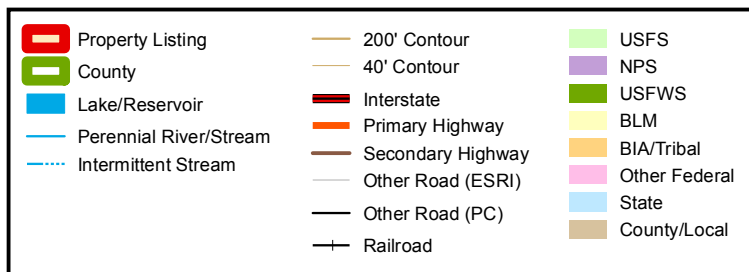 Property Listing
County
Lake/Reservoir
Perennial River/Stream
Intermittent Stream
200' Contour
40' Contour
Interstate
Primary Highway
Secondary Highway
Other Road (ESRI)
Other Road (PC)
Railroad
USFS
NPS
USFWS
BLM
BIA/Tribal
Other Federal
State
County/Local